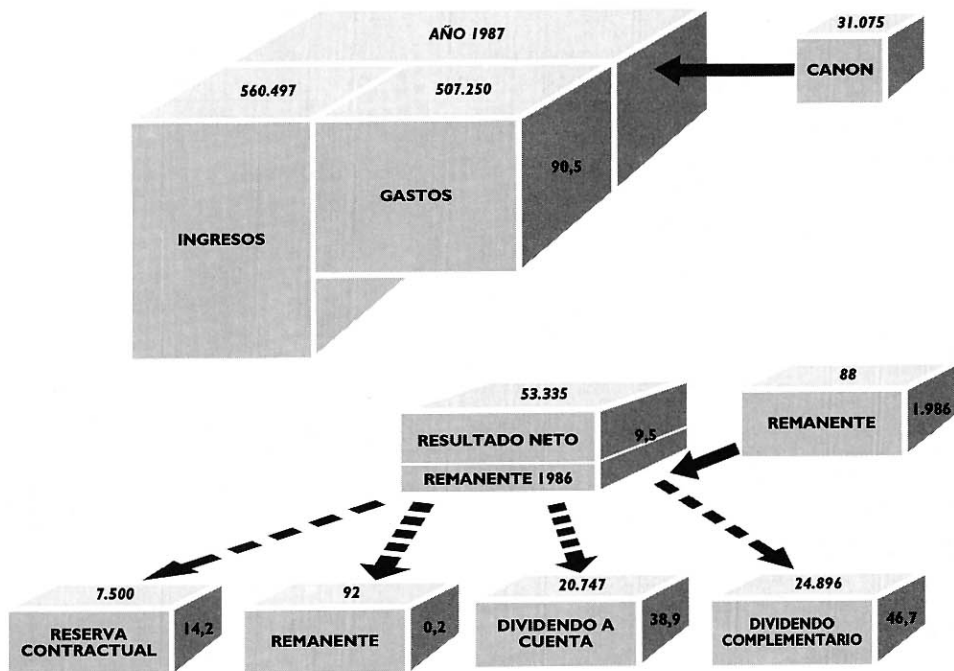 AÑO 1987
31.075
CANON
560.497
507.250
90,5
GASTOS
INGRESOS
53.335
88
RESULTADO NETO
9,5
REMANENTE
1.986
REMANENTE 1986
7.500
92
20.747
24.896
RESERVA
CONTRACTUAL
14,2
REMANENTE
0,2
DIVIDENDO A
CUENTA
38,9
DIVIDENDO
COMPLEMENTARIO
46,7